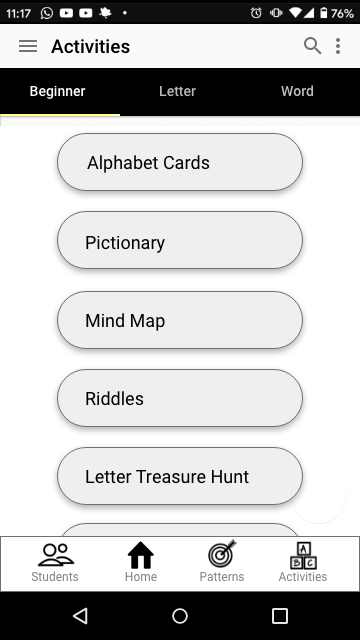 11:17 76%
Activities
Beginner Letter Word
Alphabet Cards
Pictionary
Mind Map
Riddles
Letter Treasure Hunt
A
B C
Students Home Patterns Activities